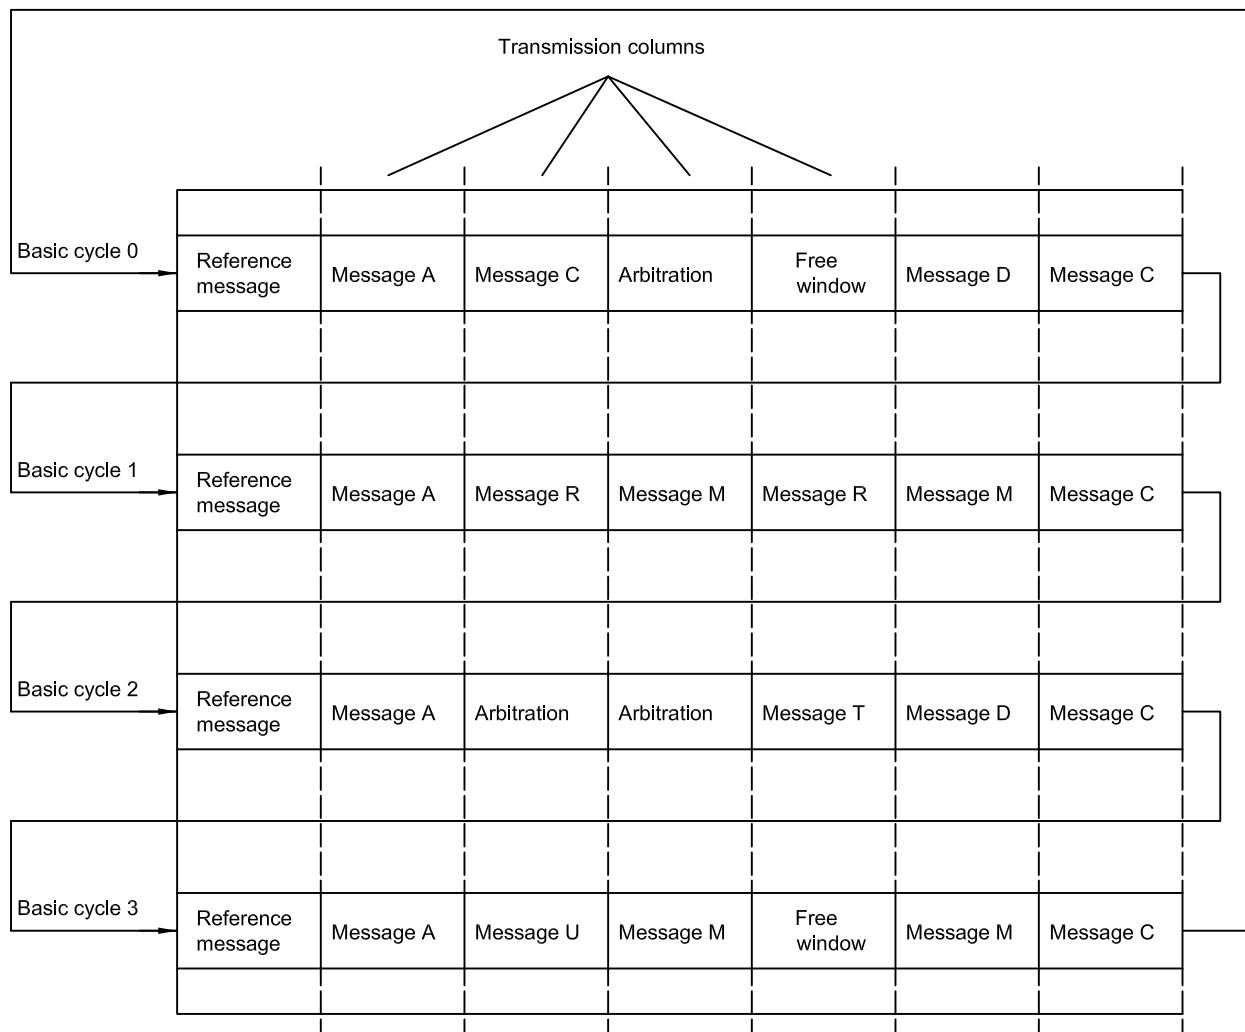 Transmission columns
Basic cycle 0
Reference
message
Message A
Message C
Arbitration
Free
window
Message D
Message C
Basic cycle 1
Reference
message
Message A
Message R
Message M
Message R
Message M
Message C
Basic cycle 2
Reference
message
Message A
Arbitration
Arbitration
Message T
Message D
Message C
Basic cycle 3
Reference
message
Message A
Message U
Message M
Free
window
Message M
Message C